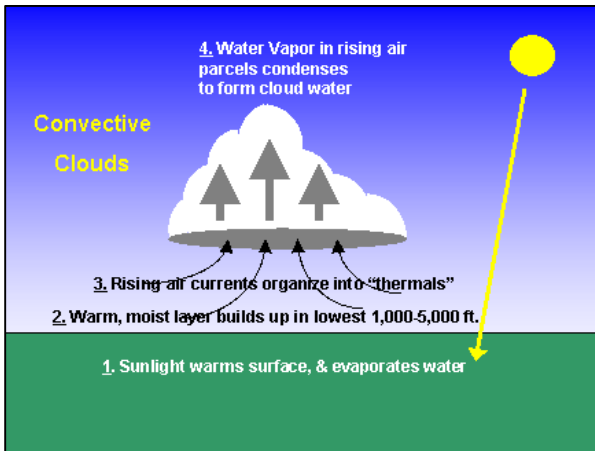 4. Water Vapor in rising air
parcels condenses
to form cloud water
Convective
Clouds
3. Rising air currents organize into “thermals”
2. Warm, moist layer builds up in lowest 1,000-5,000 ft.
1. Sunlight warms surface, & evaporates water